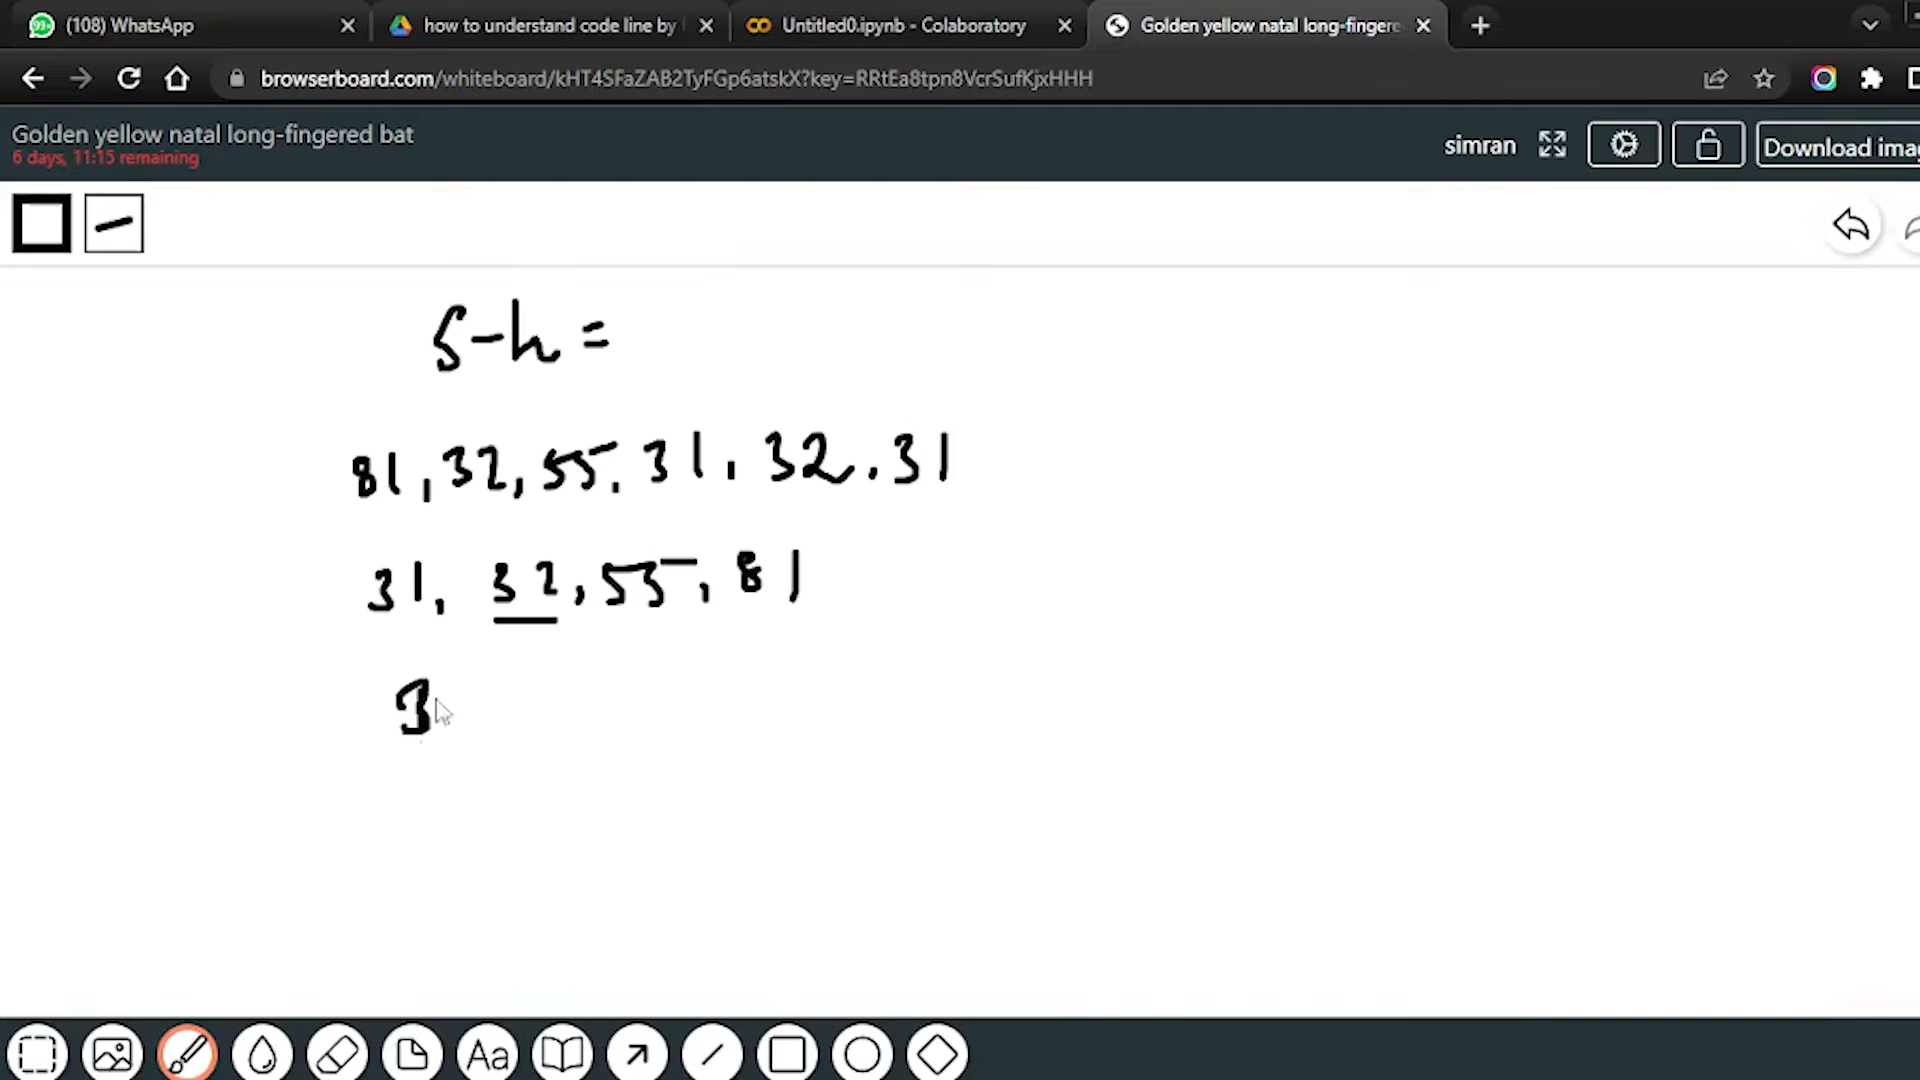 (108) WhatsApp
how to understand code line by
Untitled0.ipynb - Colaboratory
Golden yellow natal long-fingere
browserboard.com/whiteboard/kHT4SFaZAB2TyFGp6atskX?key=RRtEa8tpn8VcrSufKjxHHH
Golden yellow natal long-fingered bat
6 days, 11:15 remaining
simran
Download imag
S-h =
81, 32, 55. 31. 32. 31
31, 32, 55, 81
3
Aa